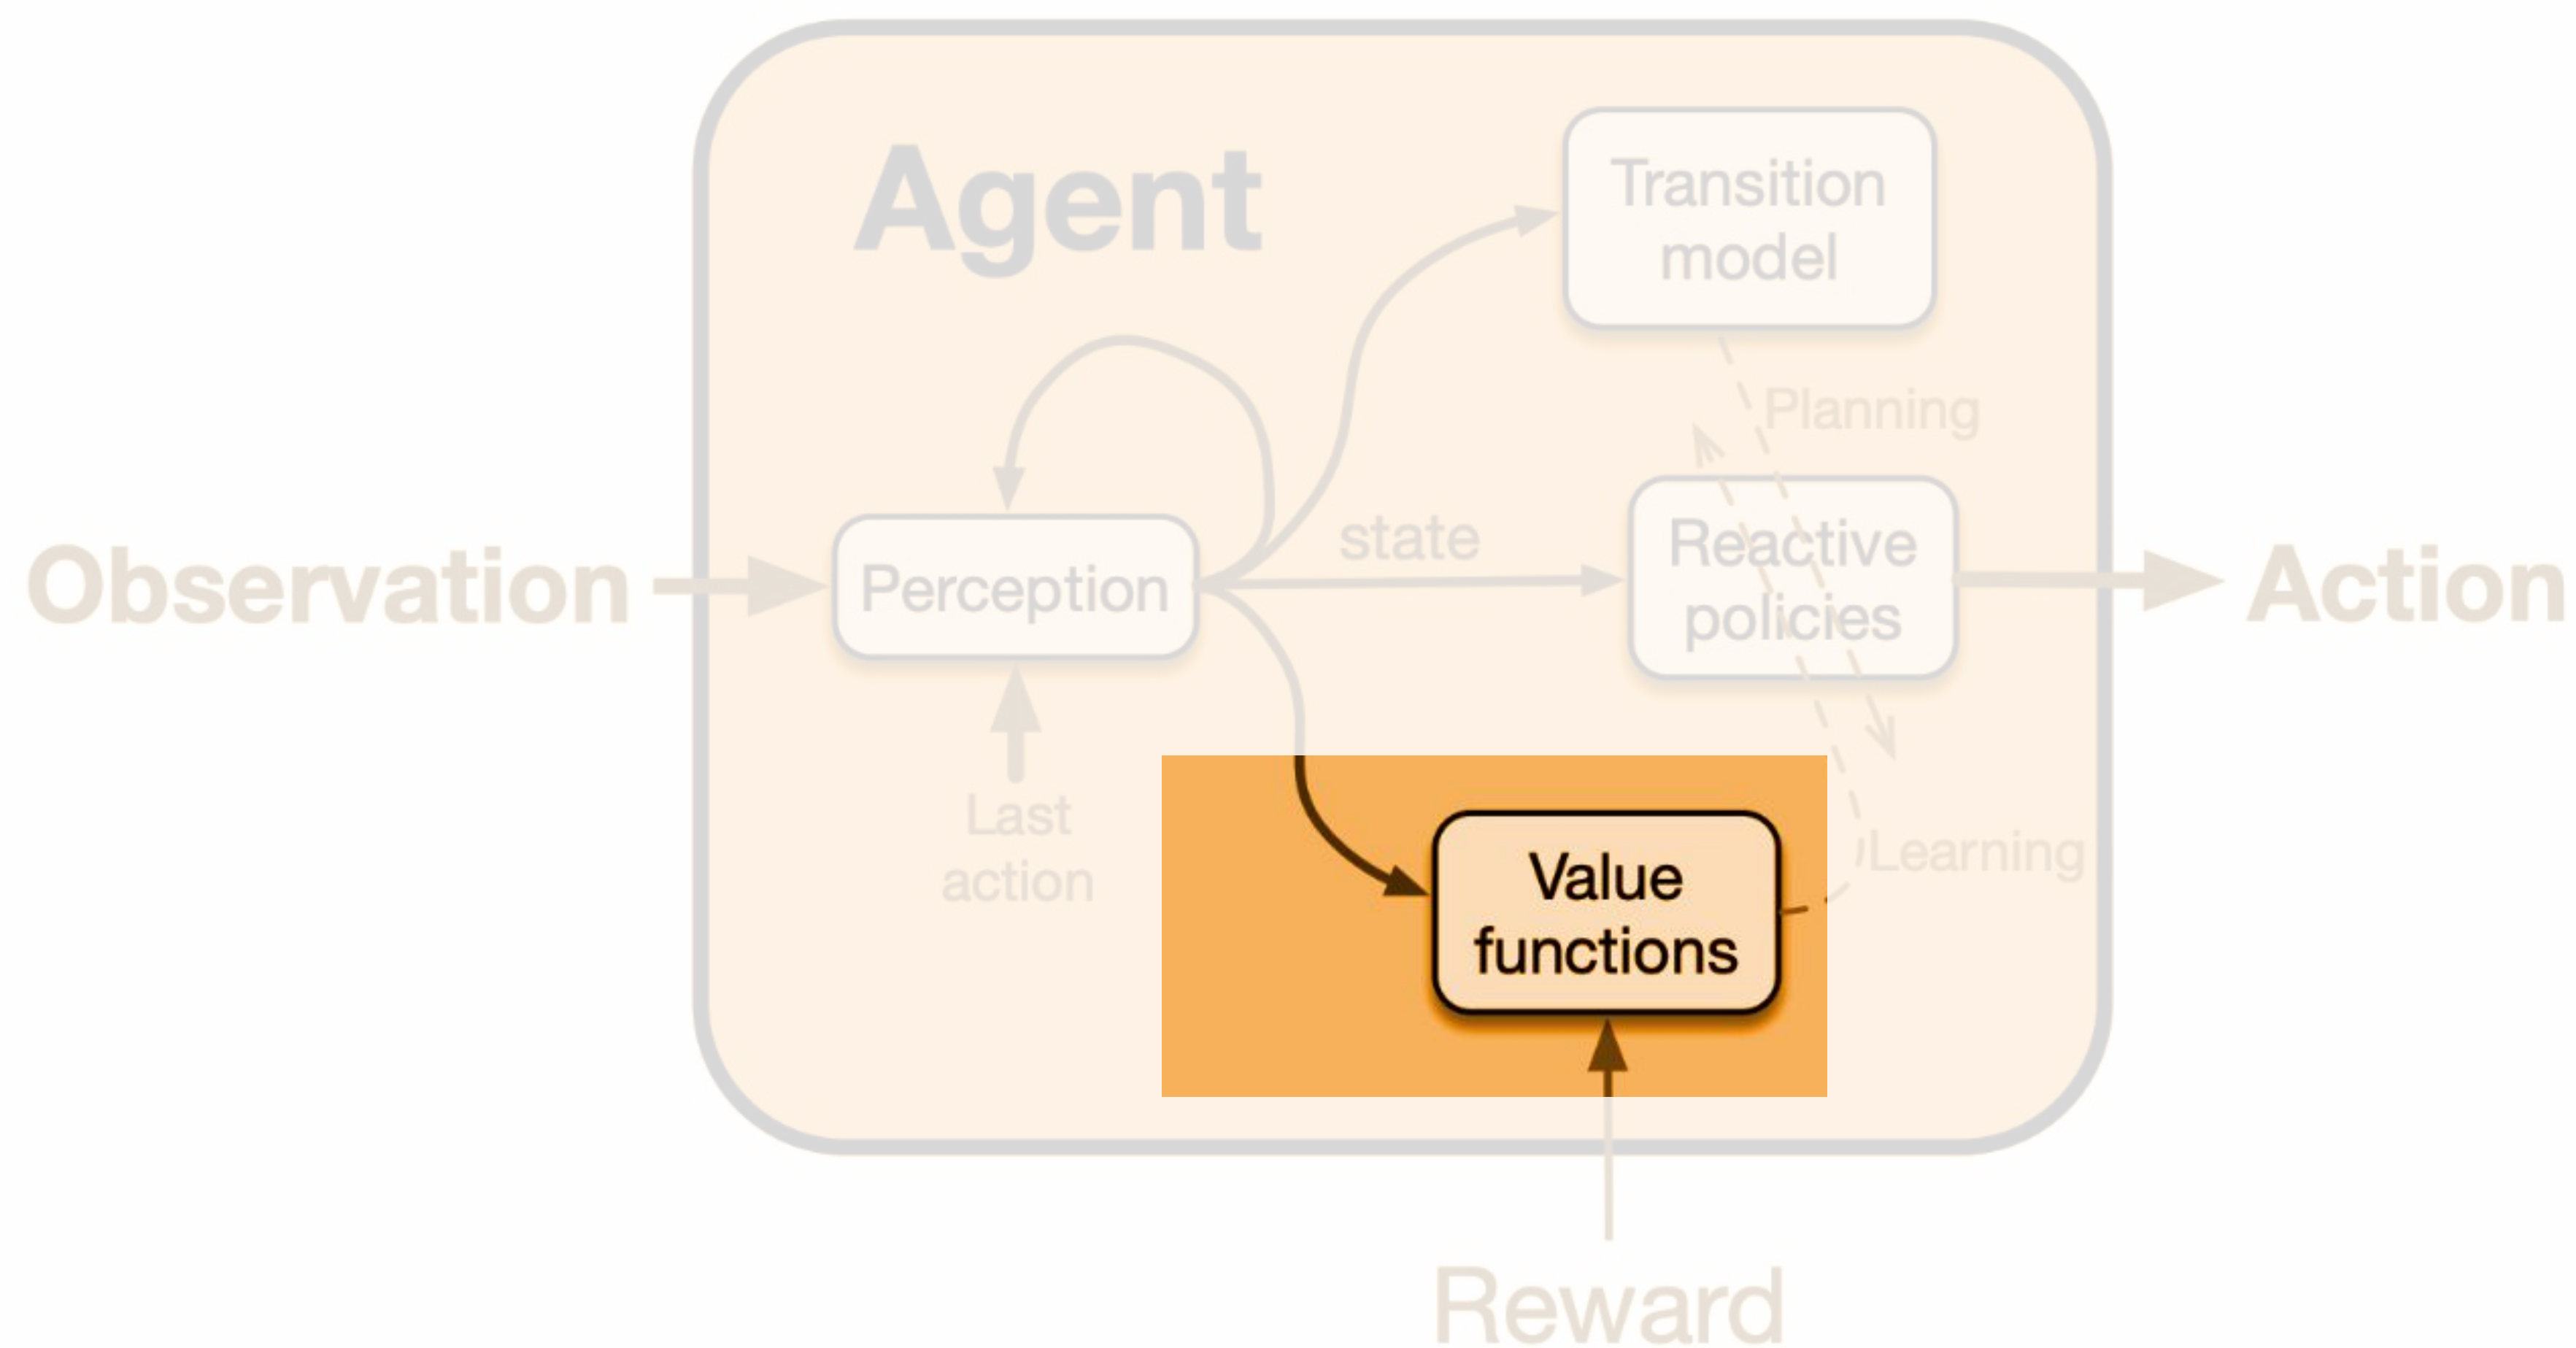 Agent
Transition
model
Planning
Observation
Perception
state
Reactive
policies
Action
Last
action
Value
functions
Learning
Reward